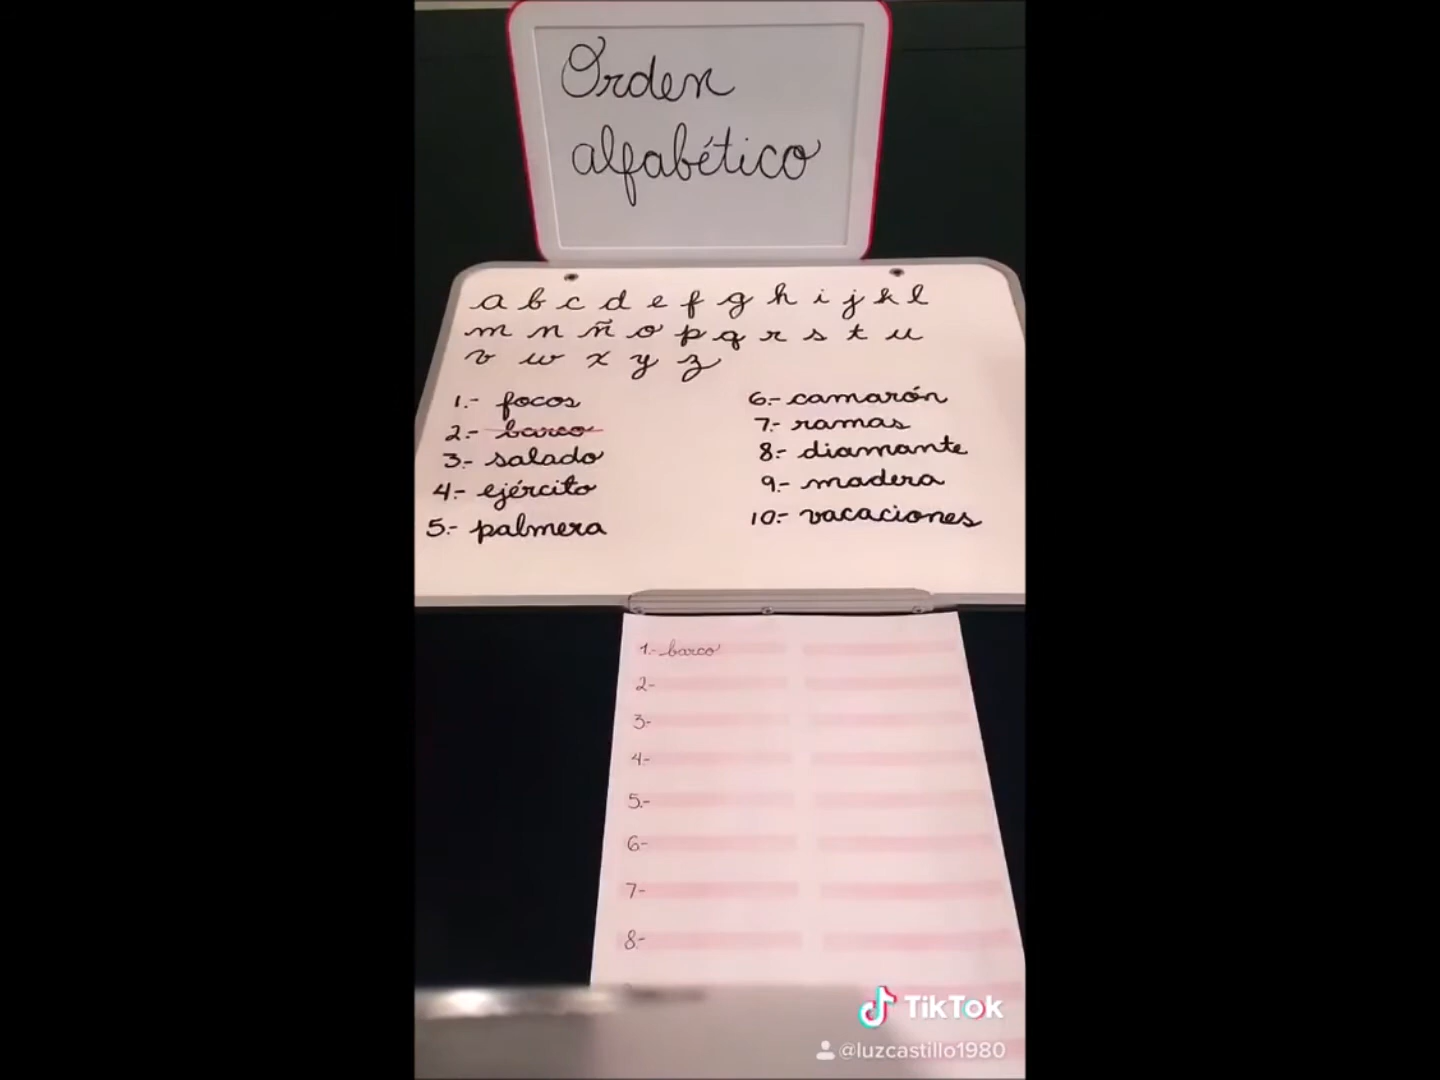 Orden
alfabético
a b c d e f g h i j k l
m n ñ o p q r s t u
v w x y z
1.- focos
2.- barco
3.- salado
4.- ejército
5.- palmera
6.- camarón
7.- ramas
8.- diamante
9.- madera
10.- vacaciones
1.- barco
2-
3-
4-
5.-
6-
7-
8.-
TikTok
@luzcastillo1980